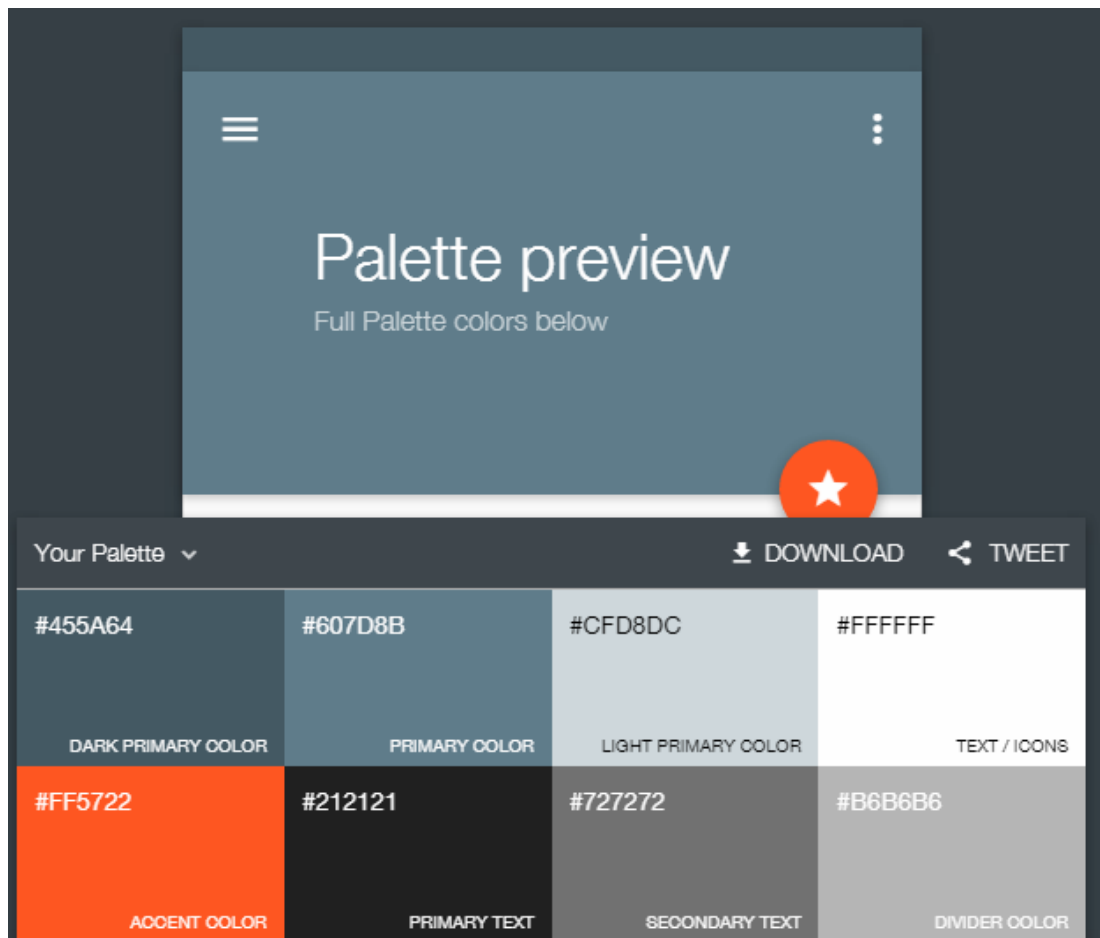 Palette preview
Full Palette colors below
Your Palette
DOWNLOAD
TWEET
#455A64
#607D8B
#CFD8DC
#FFFFFF
DARK PRIMARY COLOR
PRIMARY COLOR
LIGHT PRIMARY COLOR
TEXT / ICONS
#FF5722
#212121
#727272
#B6B6B6
ACCENT COLOR
PRIMARY TEXT
SECONDARY TEXT
DIVIDER COLOR